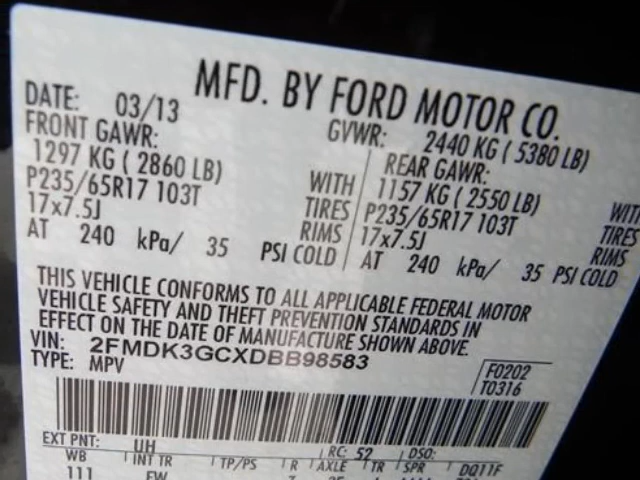 MFD. BY FORD MOTOR CO.
DATE: 03/13 GVWR: 2440 KG ( 5380 LB)
FRONT GAWR: REAR GAWR:
1297 KG ( 2860 LB) WITH 1157 KG ( 2550 LB) WIT
P235/65R17 103T TIRES P235/65R17 103T TIRES
17x7.5J RIMS 17x7.5J RIMS
AT 240 kPa/ 35 PSI COLD AT 240 kPa/ 35 PSI COLD
THIS VEHICLE CONFORMS TO ALL APPLICABLE FEDERAL MOTOR
VEHICLE SAFETY AND THEFT PREVENTION STANDARDS IN
EFFECT ON THE DATE OF MANUFACTURE SHOWN ABOVE.
VIN: 2FMDK3GCXDBB98583 F0202
TYPE: MPV T0316
EXT PNT: UH RC: 52 DSO:
WB INT TR TP/PS R AXLE TR SPR DQ11F
111